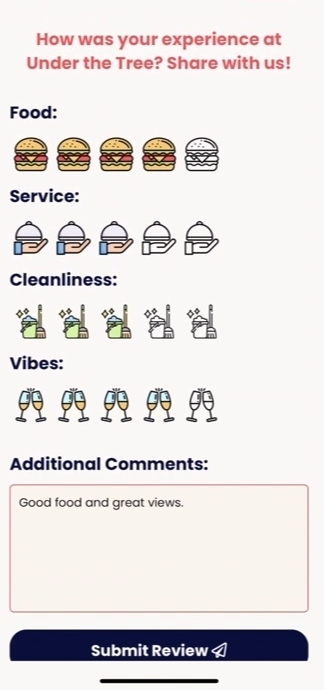 How was your experience at
Under the Tree? Share with us!
Food:
Service:
Cleanliness:
Vibes:
Additional Comments:
Good food and great views.
Submit Review